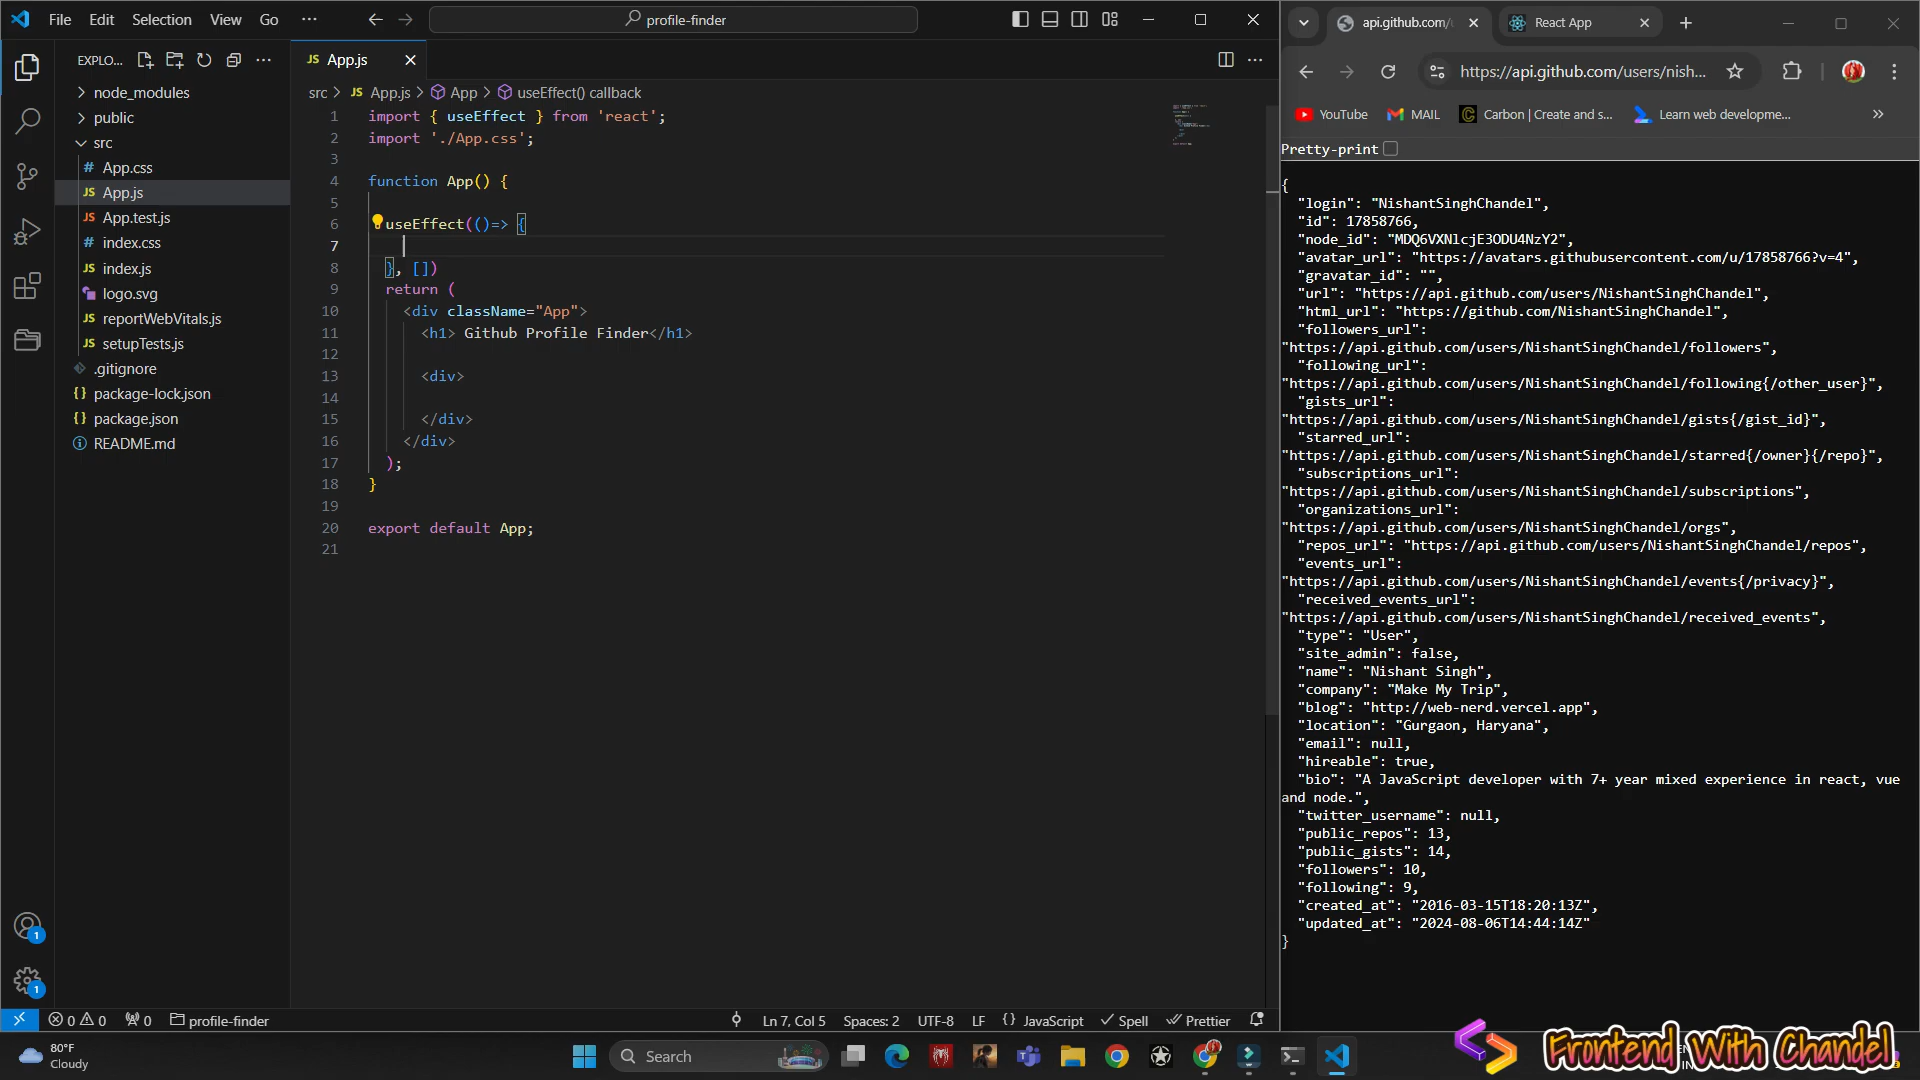 File Edit Selection View Go ··· profile-finder
EXPLO...
node_modules
public
src
# App.css
JS App.js
JS App.test.js
# index.css
JS index.js
logo.svg
JS reportWebVitals.js
JS setupTests.js
.gitignore
{} package-lock.json
{} package.json
README.md
1
1
JS App.js
src > JS App.js > App > useEffect() callback
1 import { useEffect } from 'react';
2 import './App.css';
3
4 function App() {
5
6 useEffect(()=> {
7
8 }, [])
9 return (
10 <div className="App">
11 <h1> Github Profile Finder</h1>
12
13 <div>
14
15 </div>
16 </div>
17 );
18 }
19
20 export default App;
21
0 0 0 profile-finder Ln 7, Col 5 Spaces: 2 UTF-8 LF {} JavaScript Spell Prettier
api.github.com/ React App
https://api.github.com/users/nish...
YouTube MAIL Carbon | Create and s... Learn web developme... »
Pretty-print
{
"login": "NishantSinghChandel",
"id": 17858766,
"node_id": "MDQ6VXNlcjE3ODU4NzY2",
"avatar_url": "https://avatars.githubusercontent.com/u/17858766?v=4",
"gravatar_id": "",
"url": "https://api.github.com/users/NishantSinghChandel",
"html_url": "https://github.com/NishantSinghChandel",
"followers_url":
"https://api.github.com/users/NishantSinghChandel/followers",
"following_url":
"https://api.github.com/users/NishantSinghChandel/following{/other_user}",
"gists_url":
"https://api.github.com/users/NishantSinghChandel/gists{/gist_id}",
"starred_url":
"https://api.github.com/users/NishantSinghChandel/starred{/owner}{/repo}",
"subscriptions_url":
"https://api.github.com/users/NishantSinghChandel/subscriptions",
"organizations_url":
"https://api.github.com/users/NishantSinghChandel/orgs",
"repos_url": "https://api.github.com/users/NishantSinghChandel/repos",
"events_url":
"https://api.github.com/users/NishantSinghChandel/events{/privacy}",
"received_events_url":
"https://api.github.com/users/NishantSinghChandel/received_events",
"type": "User",
"site_admin": false,
"name": "Nishant Singh",
"company": "Make My Trip",
"blog": "http://web-nerd.vercel.app",
"location": "Gurgaon, Haryana",
"email": null,
"hireable": true,
"bio": "A JavaScript developer with 7+ year mixed experience in react, vue
and node.",
"twitter_username": null,
"public_repos": 13,
"public_gists": 14,
"followers": 10,
"following": 9,
"created_at": "2016-03-15T18:20:13Z",
"updated_at": "2024-08-06T14:44:14Z"
}
80°F
Cloudy
Search
Frontend With Chandel